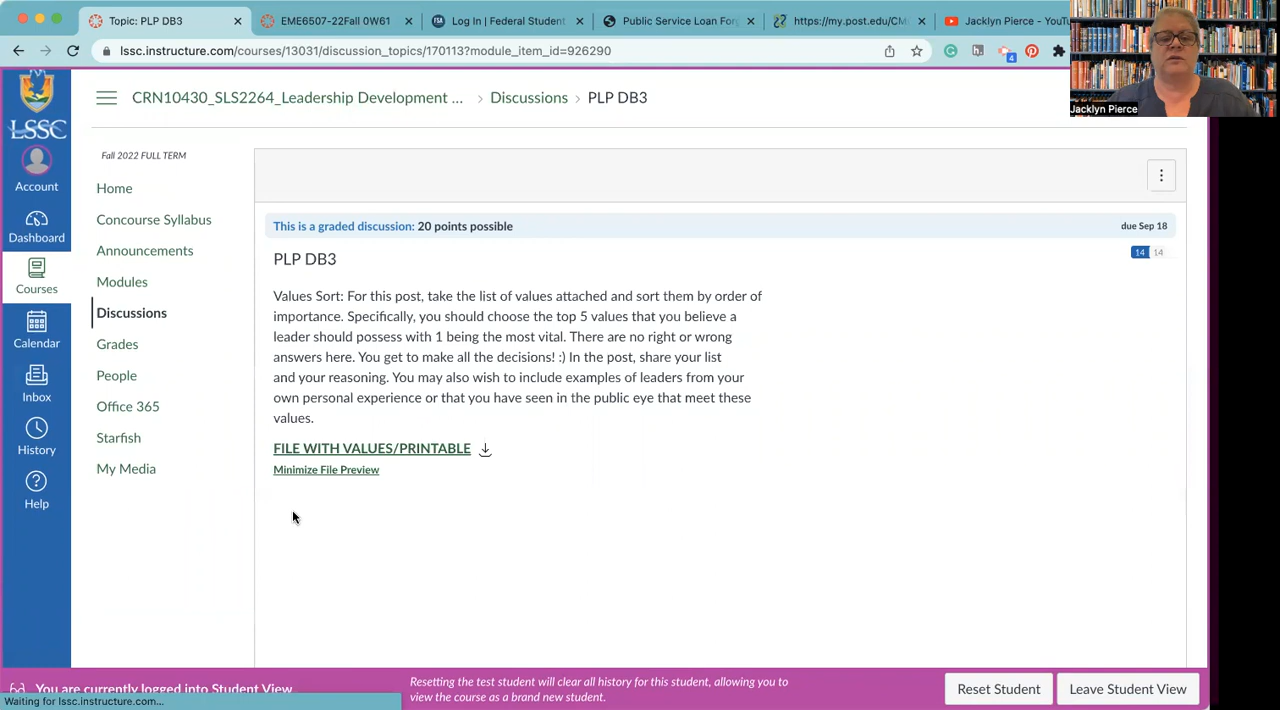 Topic: PLP DB3
EME6507-22Fall 0W61
Log In | Federal Student
Public Service Loan For
https://my.post.edu/CM
Jacklyn Pierce - YouTu
lssc.instructure.com/courses/13031/discussion_topics/170113?module_item_id=926290
4
Jacklyn Pierce
LSSC
Account
Dashboard
Courses
Calendar
Inbox
History
Help
CRN10430_SLS2264_Leadership Development ... > Discussions > PLP DB3
Fall 2022 FULL TERM
Home
Concourse Syllabus
Announcements
Modules
Discussions
Grades
People
Office 365
Starfish
My Media
This is a graded discussion: 20 points possible
due Sep 18
14 14
PLP DB3
Values Sort: For this post, take the list of values attached and sort them by order of
importance. Specifically, you should choose the top 5 values that you believe a
leader should possess with 1 being the most vital. There are no right or wrong
answers here. You get to make all the decisions! :) In the post, share your list
and your reasoning. You may also wish to include examples of leaders from your
own personal experience or that you have seen in the public eye that meet these
values.
FILE WITH VALUES/PRINTABLE
Minimize File Preview
You are currently logged into Student View
Resetting the test student will clear all history for this student, allowing you to
view the course as a brand new student.
Reset Student
Leave Student View
Waiting for lssc.instructure.com...